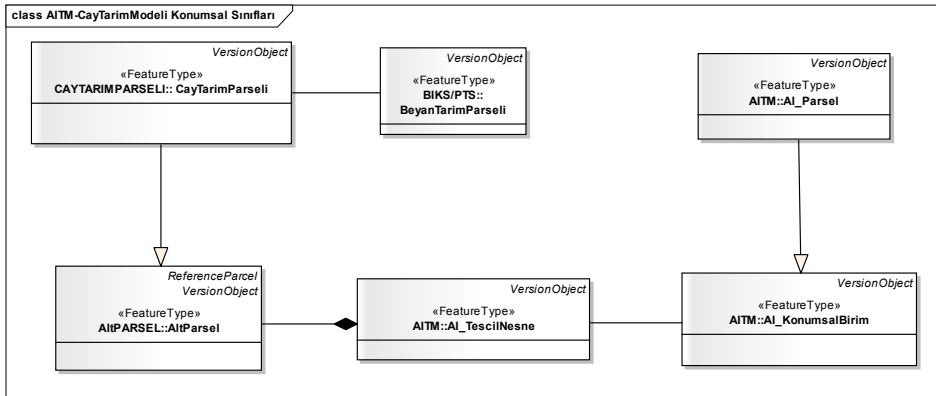 class AITM-CayTarimModeli Konumsal Sınıfları
VersionObject
«FeatureType»
CAYTARIMPARSELI:: CayTarimParseli
VersionObject
«FeatureType»
BIKS/PTS::
BeyanTarimParseli
VersionObject
«FeatureType»
AITM::AI_Parsel
ReferenceParcel
VersionObject
«FeatureType»
AltPARSEL::AltParsel
VersionObject
«FeatureType»
AITM::AI_TescilNesne
VersionObject
«FeatureType»
AITM::AI_KonumsalBirim